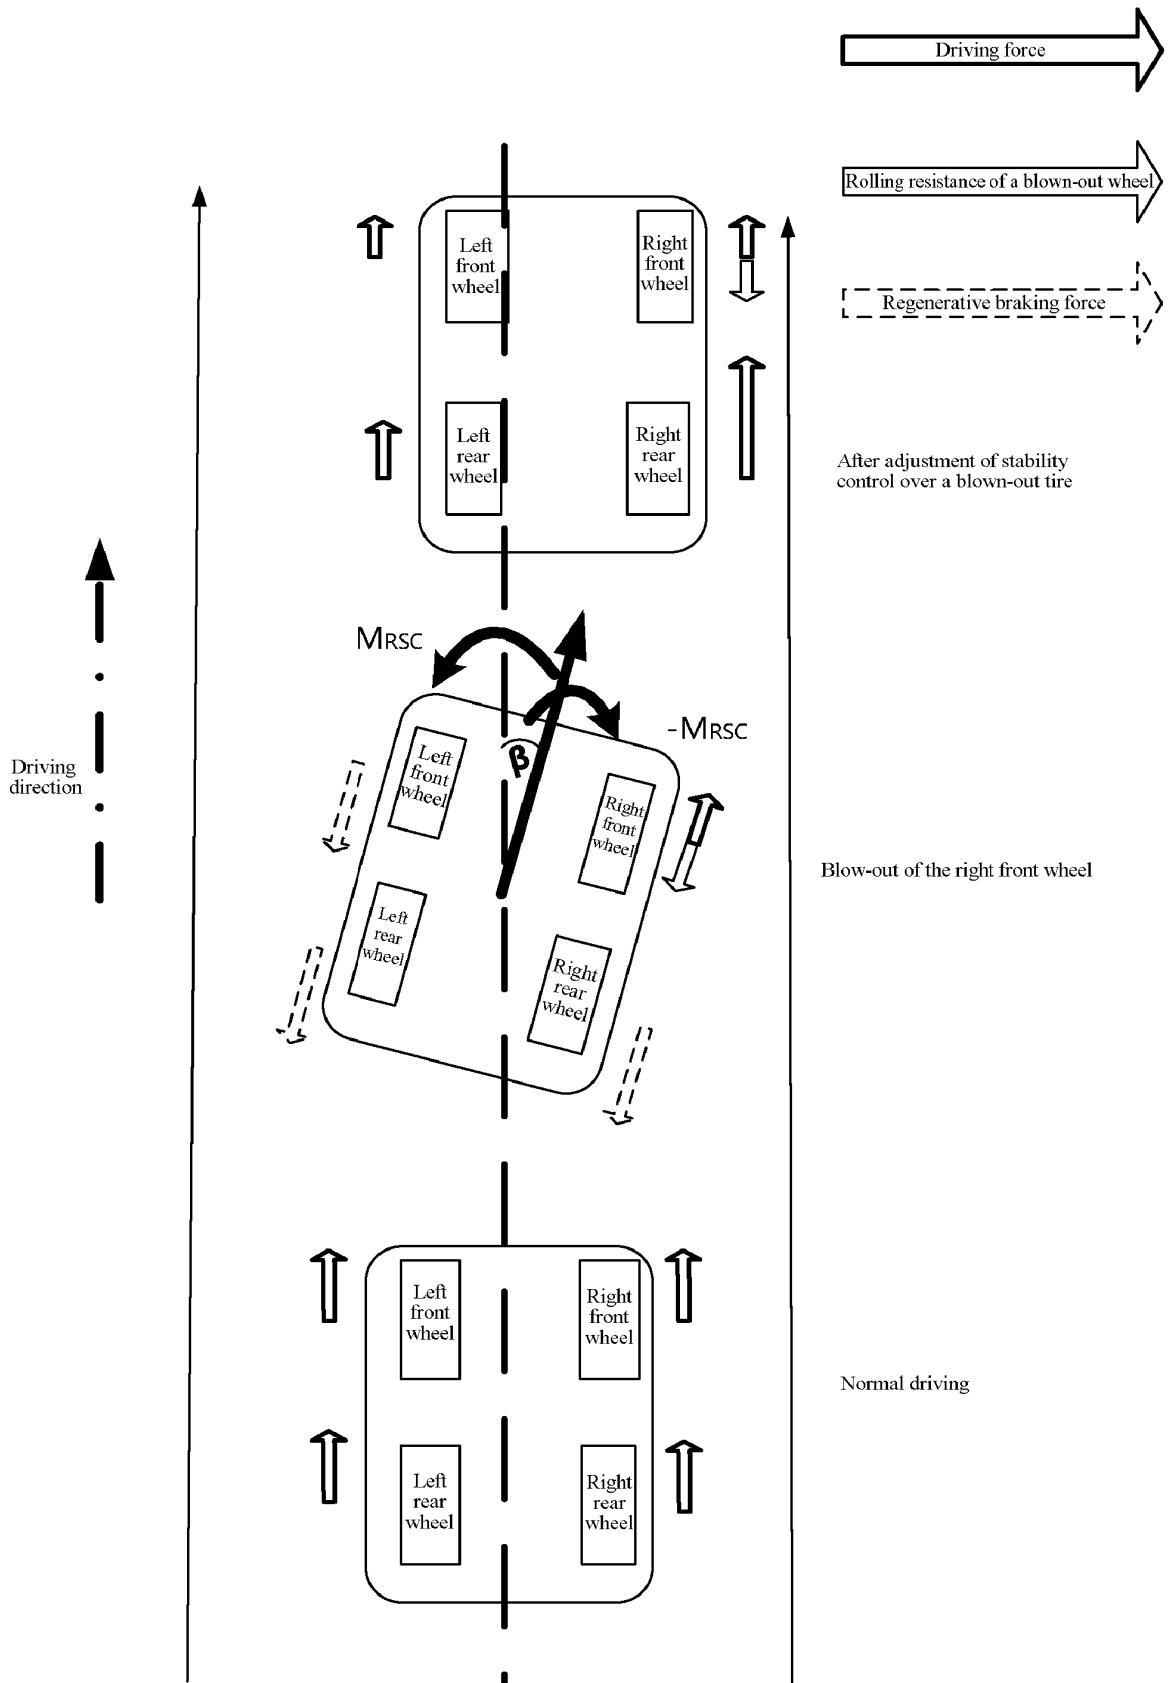 Driving force
Rolling resistance of a blown-out wheel
Regenerative braking force
Left
front
wheel
Right
front
wheel
Left
rear
wheel
Right
rear
wheel
After adjustment of stability
control over a blown-out tire
MRSC
-MRSC
β
Driving
direction
Left
front
wheel
Right
front
wheel
Left
rear
wheel
Right
rear
wheel
Blow-out of the right front wheel
Left
front
wheel
Right
front
wheel
Left
rear
wheel
Right
rear
wheel
Normal driving